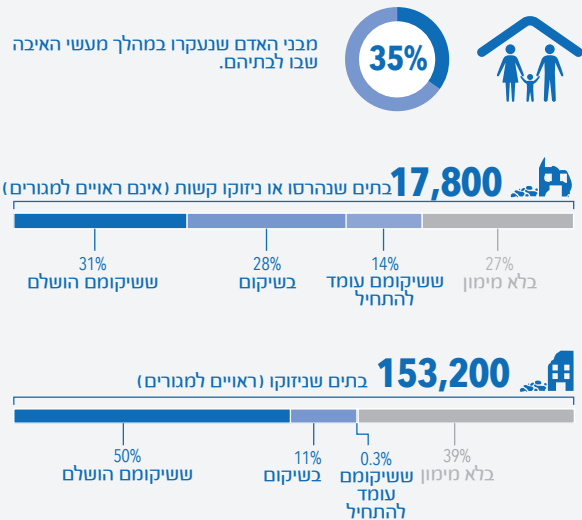 35%
מבני האדם שנעקרו במהלך מעשי האיבה
שבו לבתיהם.
17,800 בתים שנהרסו או ניזוקו קשות (אינם ראויים למגורים)
31%
ששיקומם הושלם
28%
בשיקום
14%
ששיקומם עומד
להתחיל
27%
בלא מימון
153,200 בתים שניזוקו (ראויים למגורים)
50%
ששיקומם הושלם
11%
בשיקום
0.3%
ששיקומם
עומד
להתחיל
39%
בלא מימון